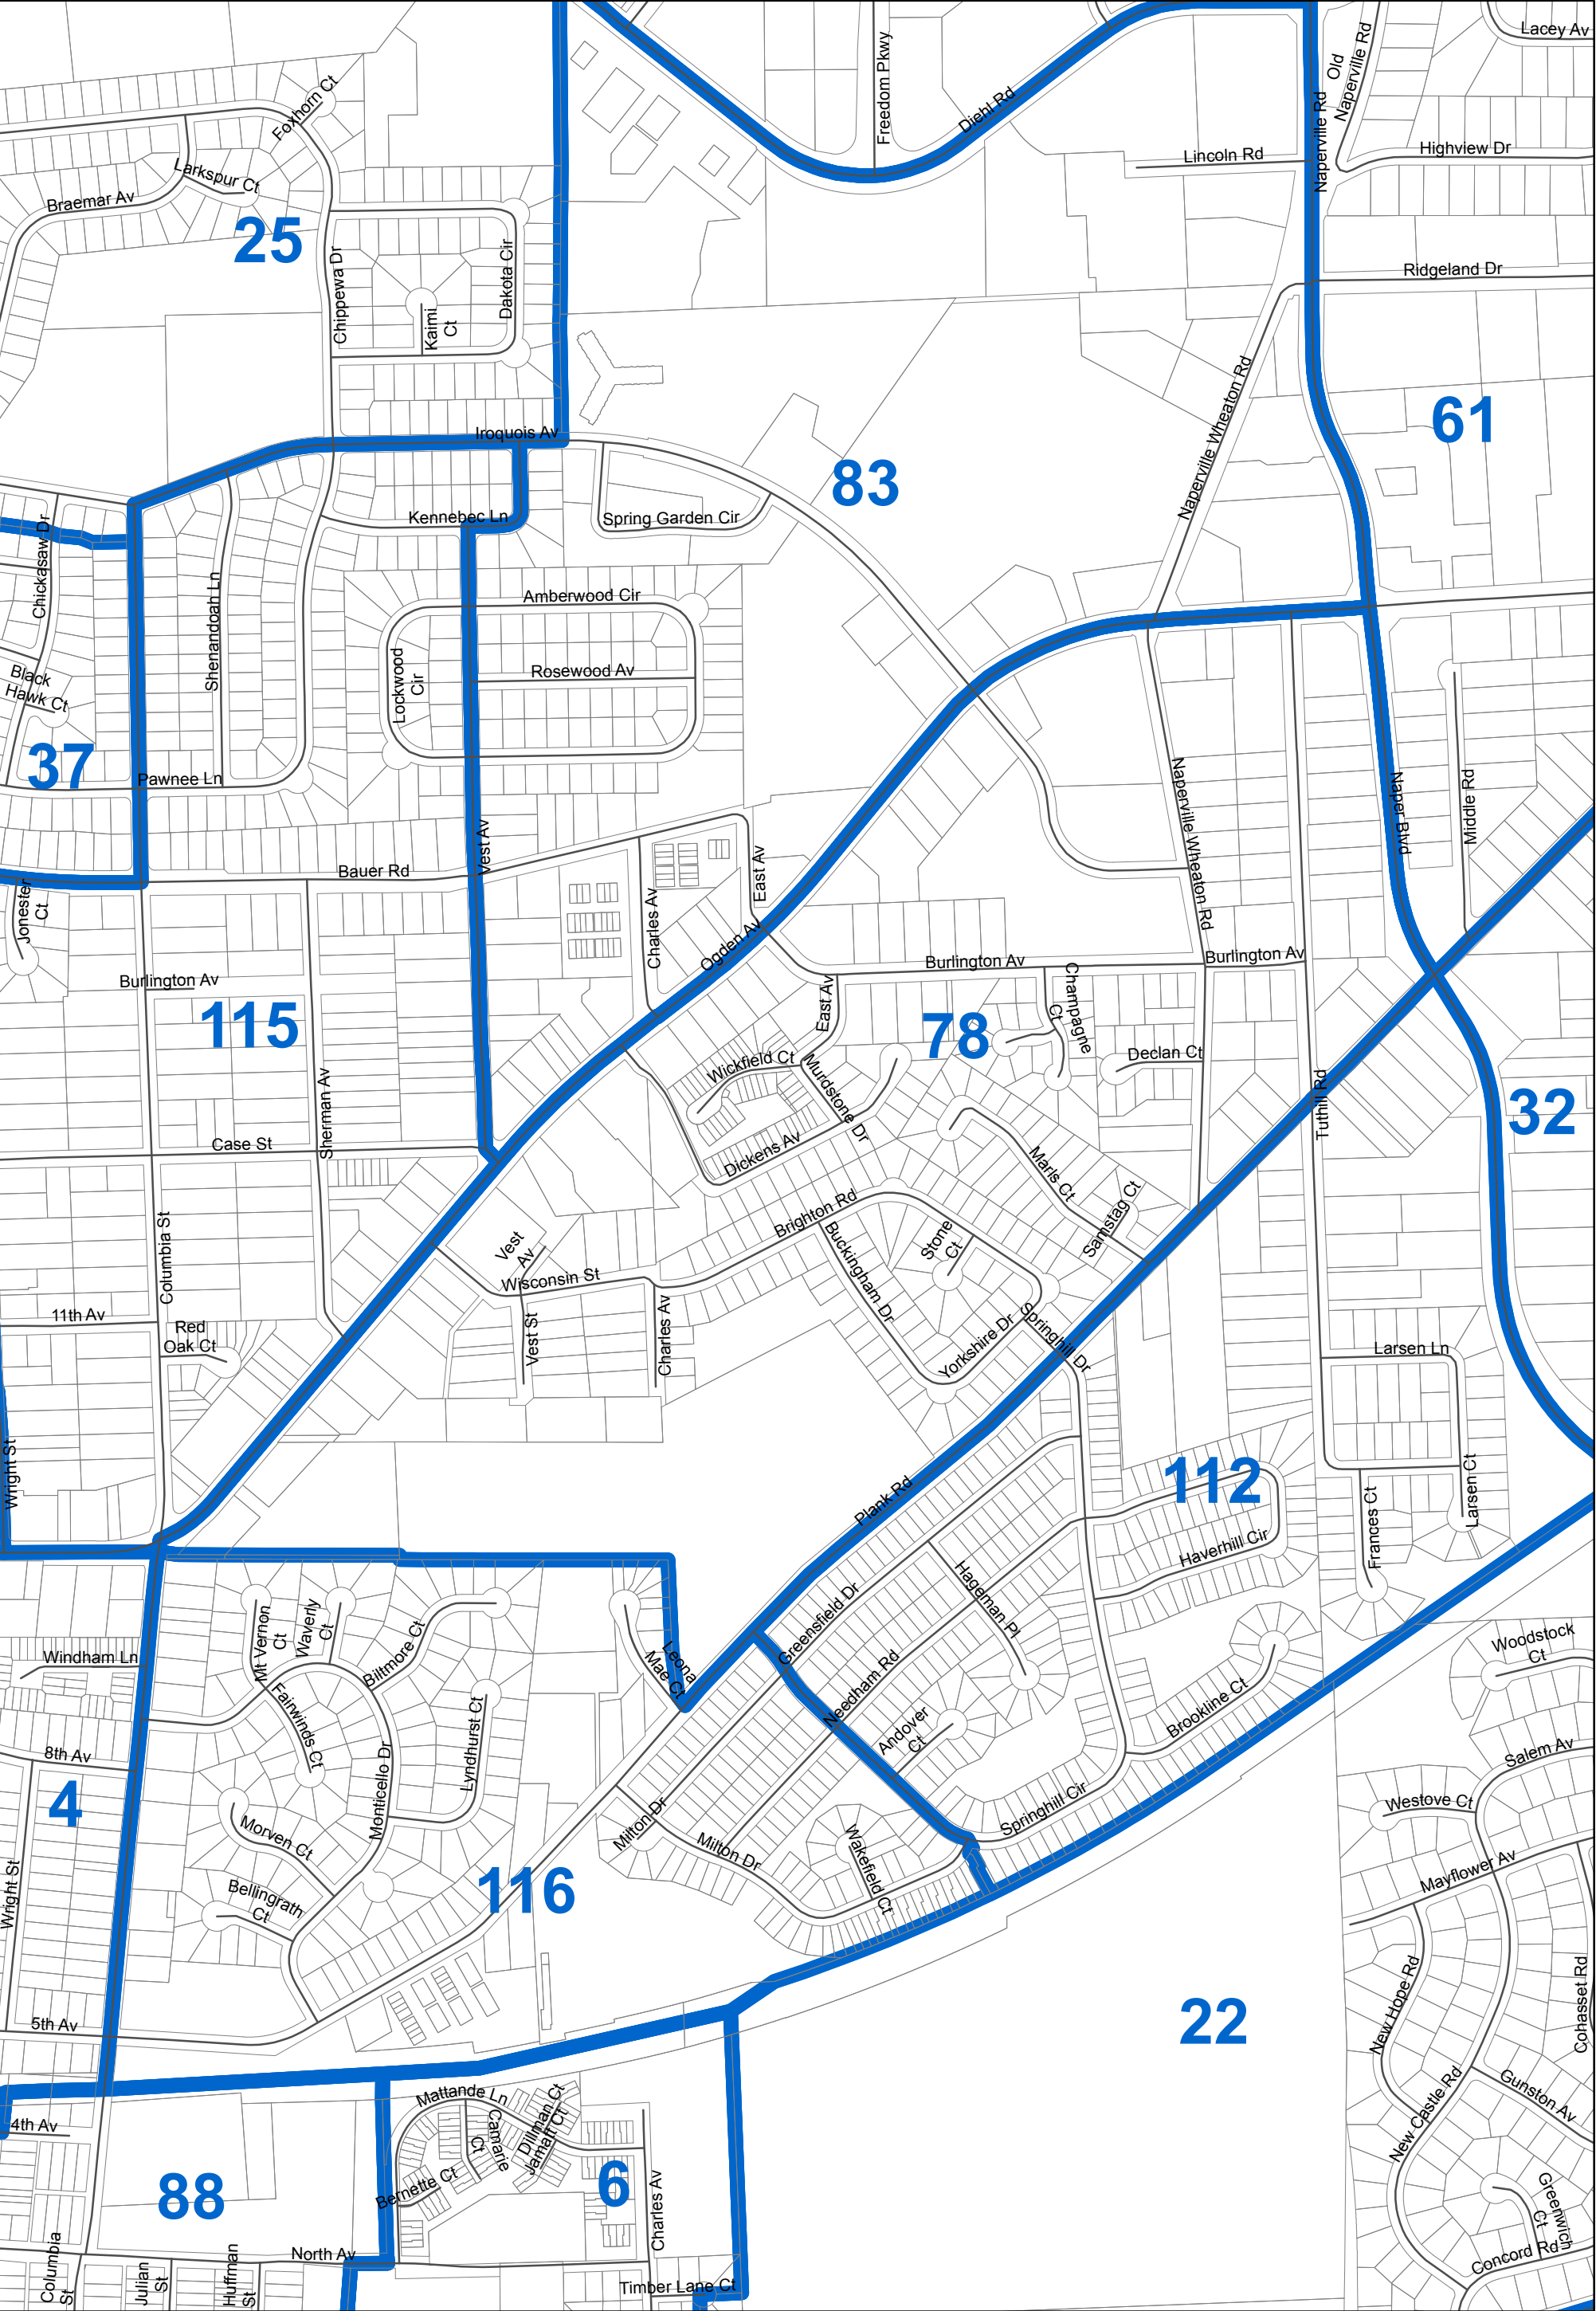 Lacey Av
Old
Naperville Rd
Freedom Pkwy
Diehl Rd
Naperville Rd
Foxhorn Ct
Highview Dr
Lincoln Rd
Larkspur Ct
Braemar Av
25
Chippewa Dr
Dakota Cir
Kaimi
Ct
Ridgeland Dr
Naperville Wheaton Rd
61
Iroquois Av
83
Kennebec Ln
Spring Garden Cir
Chickasaw Dr
Shenandoah Ln
Amberwood Cir
Lockwood
Cir
Rosewood Av
Black
Hawk Ct
37
Pawnee Ln
Naperville Wheaton Rd
Naper Blvd
Middle Rd
Vest Av
Bauer Rd
East Av
Jonester
Ct
Charles Av
Ogden Av
Burlington Av
Burlington Av
Burlington Av
115
East Av
78
Champagne
Ct
Declan Ct
Wickfield Ct
Murdstone Dr
Sherman Av
Tuthill Rd
32
Case St
Dickens Av
Maris Ct
Samstag Ct
Brighton Rd
Buckingham Dr
Stone
Ct
Vest
Av
Wisconsin St
Columbia St
11th Av
Red
Oak Ct
Vest St
Charles Av
Yorkshire Dr
Springhill Dr
Larsen Ln
Wright St
112
Plank Rd
Larsen Ct
Frances Ct
Haverhill Cir
Hageman Pl
Greensfield Dr
Mt Vernon
Ct
Waverly
Ct
Biltmore Ct
Leona
Mae Ct
Windham Ln
Needham Rd
Woodstock
Ct
Fairwinds Ct
Lyndhurst Ct
Andover
Ct
Brookline Ct
8th Av
Salem Av
4
Monticello Dr
Springhill Cir
Westove Ct
Morven Ct
Milton Dr
Milton Dr
Wakefield Ct
Mayflower Av
116
Bellingrath
Ct
Wright St
New Hope Rd
Cohasset Rd
22
5th Av
Mattande Ln
Camarie
Ct
Dillman Ct
Jamatt Ct
New Castle Rd
Gunston Av
4th Av
88
Bernette Ct
6
Charles Av
Greenwich
Ct
North Av
Concord Rd
Columbia
St
Julian
St
Huffman
St
Timber Lane Ct